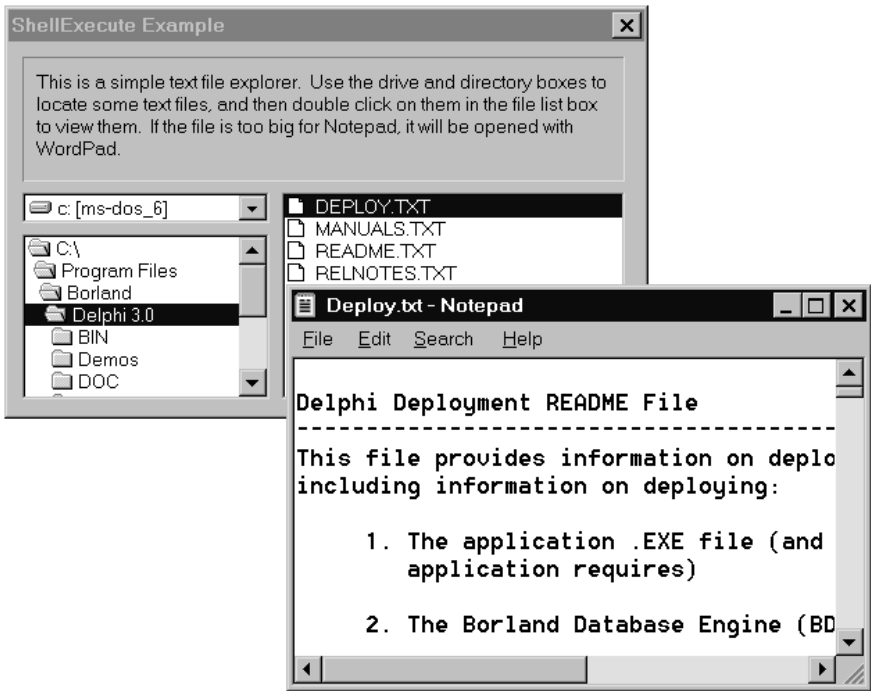 ShellExecute Example
This is a simple text file explorer. Use the drive and directory boxes to
locate some text files, and then double click on them in the file list box
to view them. If the file is too big for Notepad, it will be opened with
WordPad.
c: [ms-dos_6]
C:\
Program Files
Borland
Delphi 3.0
BIN
Demos
DOC
DEPLOY.TXT
MANUALS.TXT
README.TXT
RELNOTES.TXT
Deploy.txt - Notepad
File Edit Search Help
Delphi Deployment README File
---------------------------------------
This file provides information on deplo
including information on deploying:
1. The application .EXE file (and
application requires)
2. The Borland Database Engine (BD